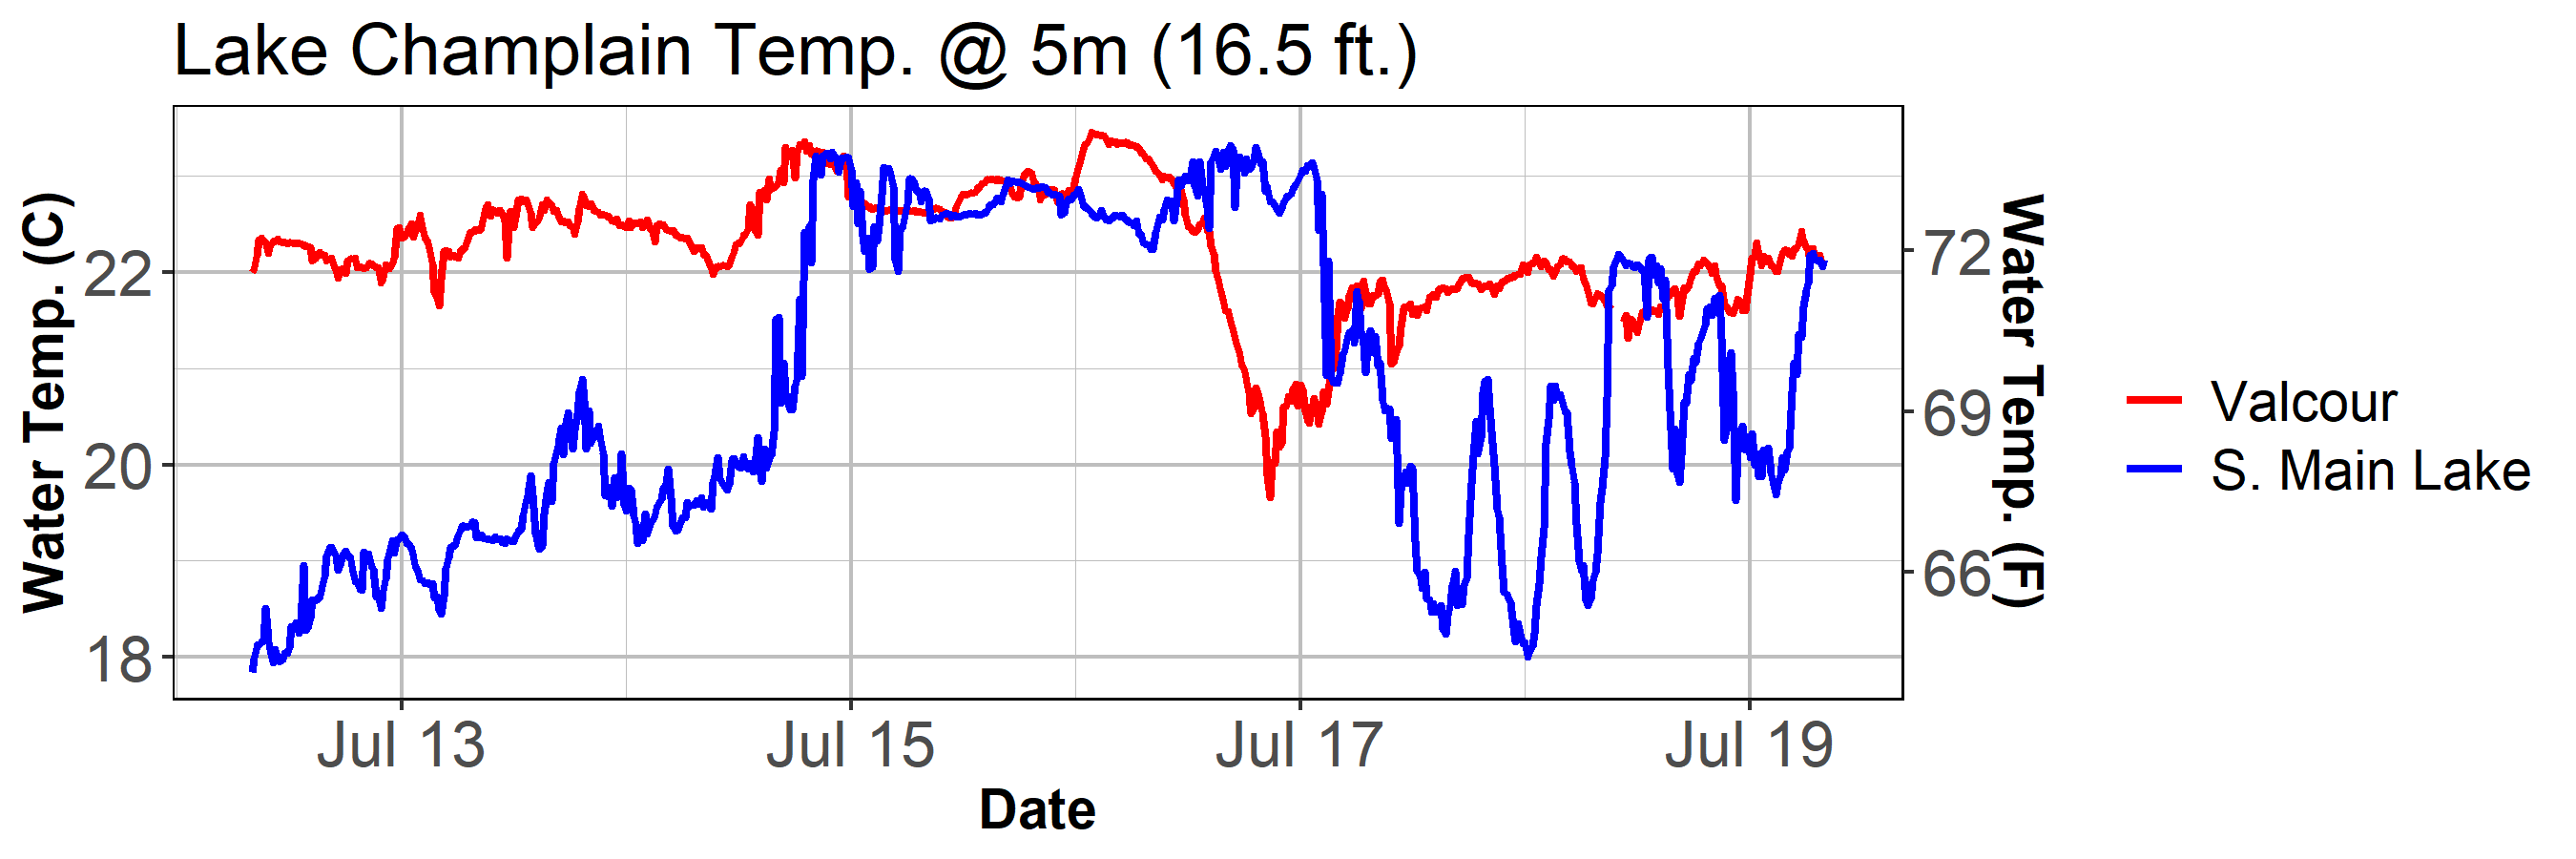 Lake Champlain Temp. @ 5m (16.5 ft.)
Water Temp. (C)
22
20
18
72
69
66
Water Temp. (F)
Jul 13
Jul 15
Jul 17
Jul 19
Date
Valcour
S. Main Lake